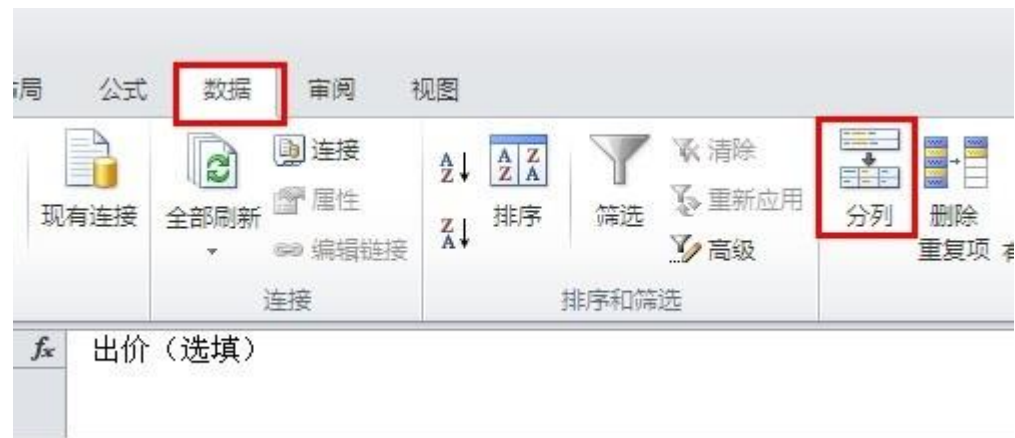 局 公式 数据 审阅 视图
现有连接 全部刷新 连接 属性 编辑链接
A Z Z A 排序 筛选 清除 重新应用 高级 分列 删除 重复项
连接 排序和筛选
fx 出价（选填）